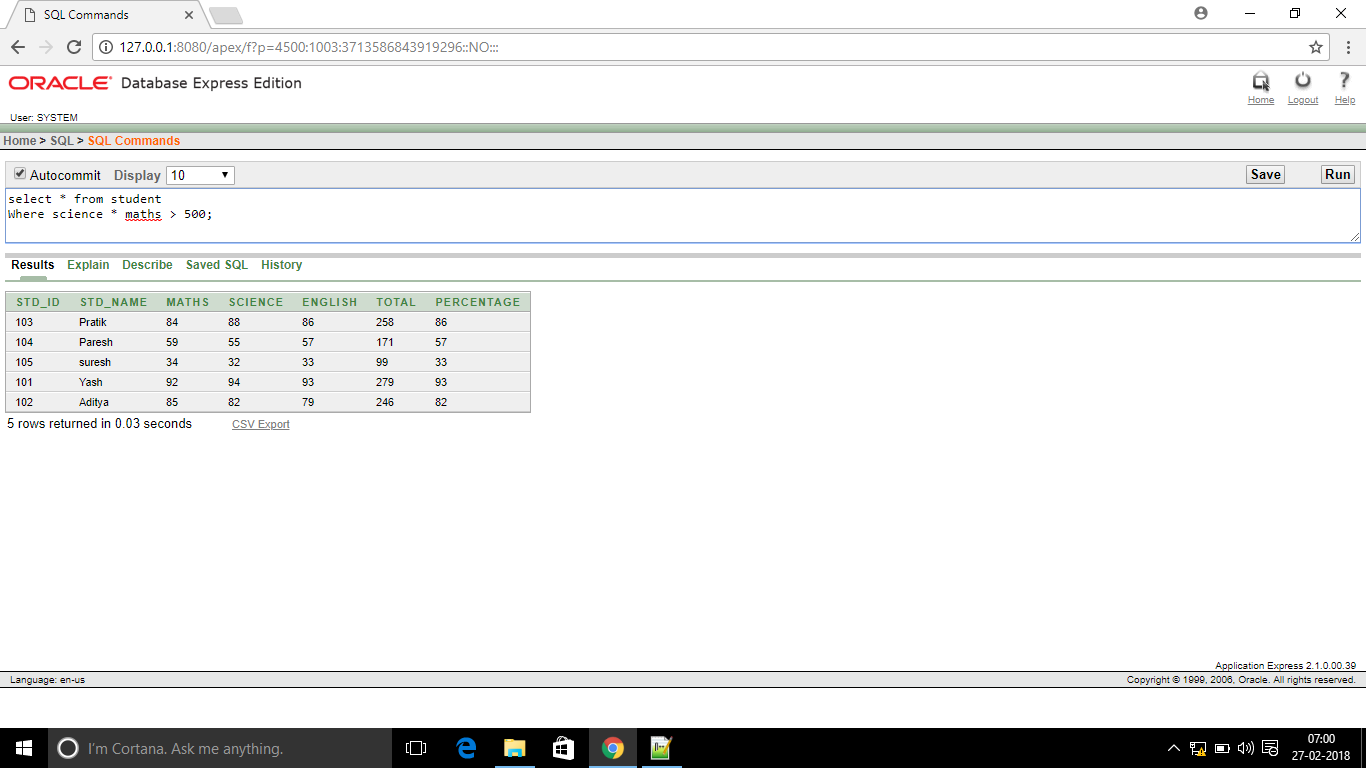 SQL Commands
127.0.0.1:8080/apex/f?p=4500:1003:3713586843919296::NO:::
ORACLE Database Express Edition
Home Logout Help
User: SYSTEM
Home > SQL > SQL Commands
Autocommit Display 10 Save Run
select * from student
Where science * maths > 500;
Results Explain Describe Saved SQL History
STD_ID STD_NAME MATHS SCIENCE ENGLISH TOTAL PERCENTAGE
103 Pratik 84 88 86 258 86
104 Paresh 59 55 57 171 57
105 suresh 34 32 33 99 33
101 Yash 92 94 93 279 93
102 Aditya 85 82 79 246 82
5 rows returned in 0.03 seconds CSV Export
Application Express 2.1.0.00.39
Language: en-us Copyright © 1999, 2006, Oracle. All rights reserved.
I'm Cortana. Ask me anything.
07:00
27-02-2018